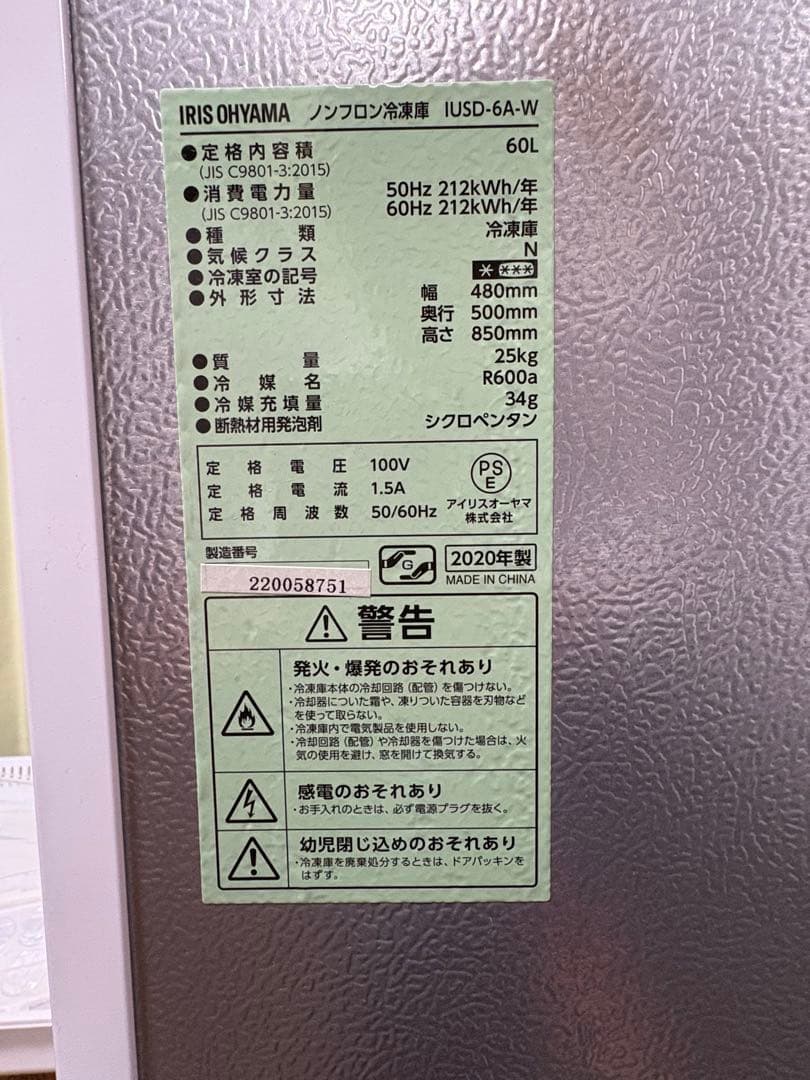 IRIS OHYAMA ノンフロン冷凍庫 IUSD-6A-W
●定格内容積 60L
(JIS C9801-3:2015)
●消費電力量 50Hz 212kWh/年
(JIS C9801-3:2015) 60Hz 212kWh/年
●種類 冷凍庫
●気候クラス N
●冷凍室の記号 * ***
●外形寸法 幅 480mm
奥行 500mm
高さ 850mm
●質量 25kg
●冷媒名 R600a
●冷媒充填量 34g
●断熱材用発泡剤 シクロペンタン
定格電圧 100V
定格電流 1.5A
定格周波数 50/60Hz
PS
E
アイリスオーヤマ
株式会社
製造番号
220058751
G
2020年製
MADE IN CHINA
警告
発火・爆発のおそれあり
・冷凍庫本体の冷却回路（配管）を傷つけない。
・冷却器についた霜や、凍りついた容器を刃物など
を使って取らない。
・冷凍庫内で電気製品を使用しない。
・冷却回路（配管）や冷却器を傷つけた場合は、火
気の使用を避け、窓を開けて換気する。
感電のおそれあり
・お手入れのときは、必ず電源プラグを抜く。
幼児閉じ込めのおそれあり
・冷凍庫を廃棄処分するときは、ドアパッキンを
はずす。